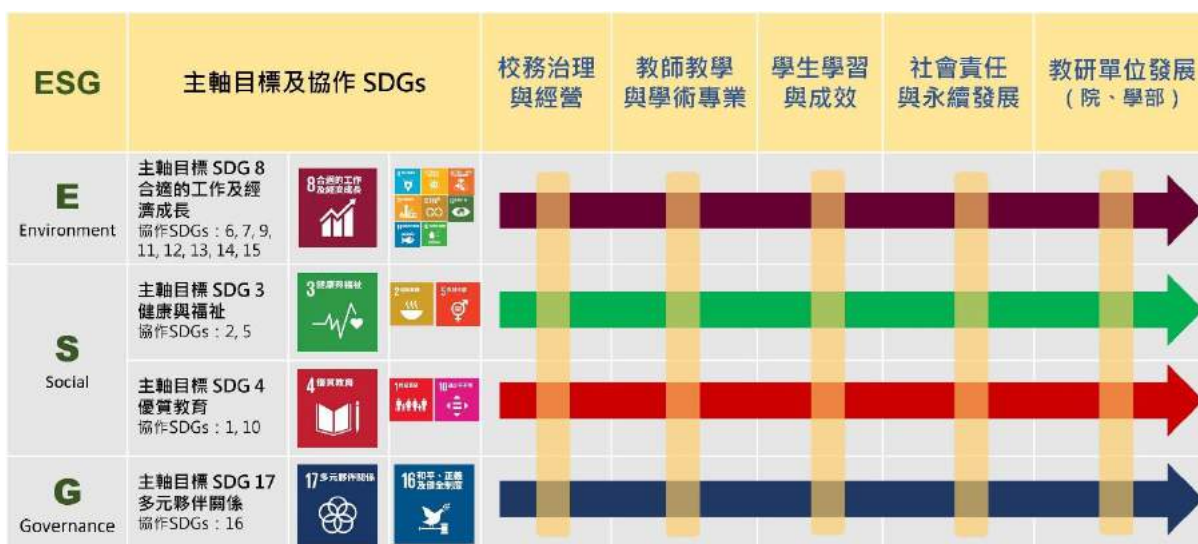 ESG
主軸目標及協作 SDGs
校務治理
與經營
教師教學
與學術專業
學生學習
與成效
社會責任
與永續發展
教研單位發展
(院、學部)
E
Environment
主軸目標 SDG 8
合適的工作及經
濟成長
協作SDGs：6, 7, 9,
11, 12, 13, 14, 15
8 合適的工作
及經濟成長
S
Social
主軸目標 SDG 3
健康與福祉
協作SDGs：2, 5
3 健康與福祉
2
5
主軸目標 SDG 4
優質教育
協作SDGs：1, 10
4 優質教育
1
10
G
Governance
主軸目標 SDG 17
多元夥伴關係
協作SDGs：16
17 多元夥伴關係
16 和平、正義
及健全制度